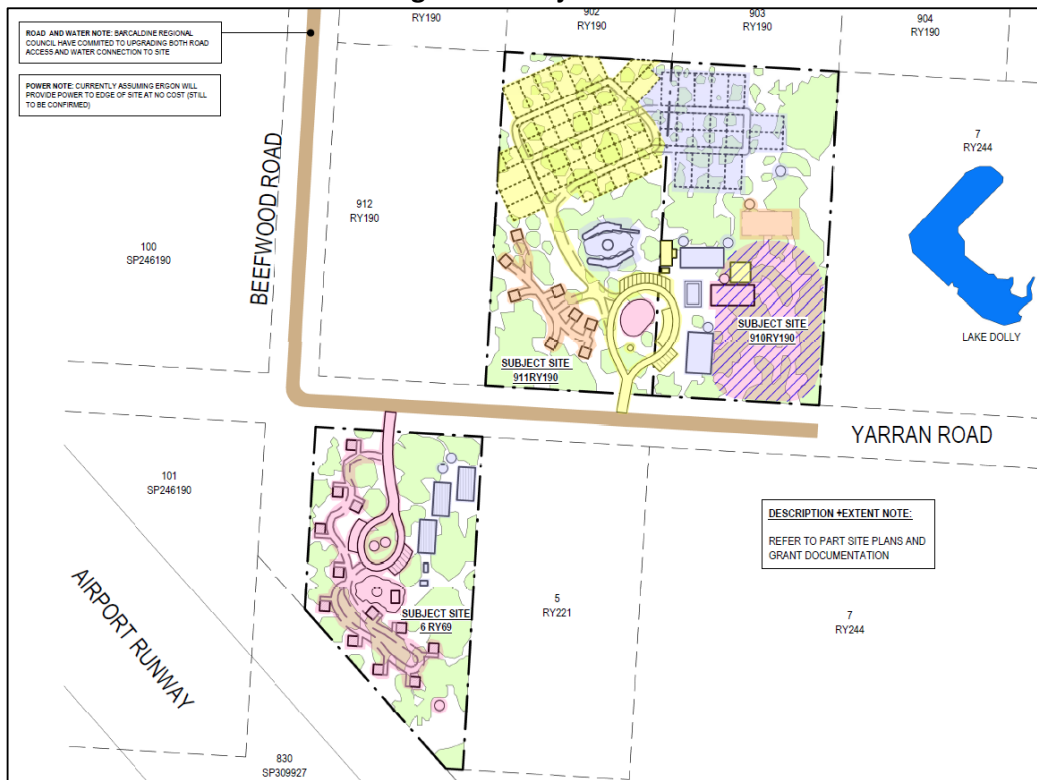 RY190
902
RY190
903
RY190
904
RY190
ROAD AND WATER NOTE: BARCALDINE REGIONAL
COUNCIL HAVE COMMITED TO UPGRADING BOTH ROAD
ACCESS AND WATER CONNECTION TO SITE
POWER NOTE: CURRENTLY ASSUMING ERGON WILL
PROVIDE POWER TO EDGE OF SITE AT NO COST (STILL
TO BE CONFIRMED)
BEEFWOOD ROAD
7
RY244
912
RY190
100
SP246190
LAKE DOLLY
SUBJECT SITE
910RY190
SUBJECT SITE
911RY190
YARRAN ROAD
101
SP246190
DESCRIPTION +EXTENT NOTE:
REFER TO PART SITE PLANS AND
GRANT DOCUMENTATION
AIRPORT RUNWAY
SUBJECT SITE
6 RY69
5
RY221
7
RY244
830
SP309927